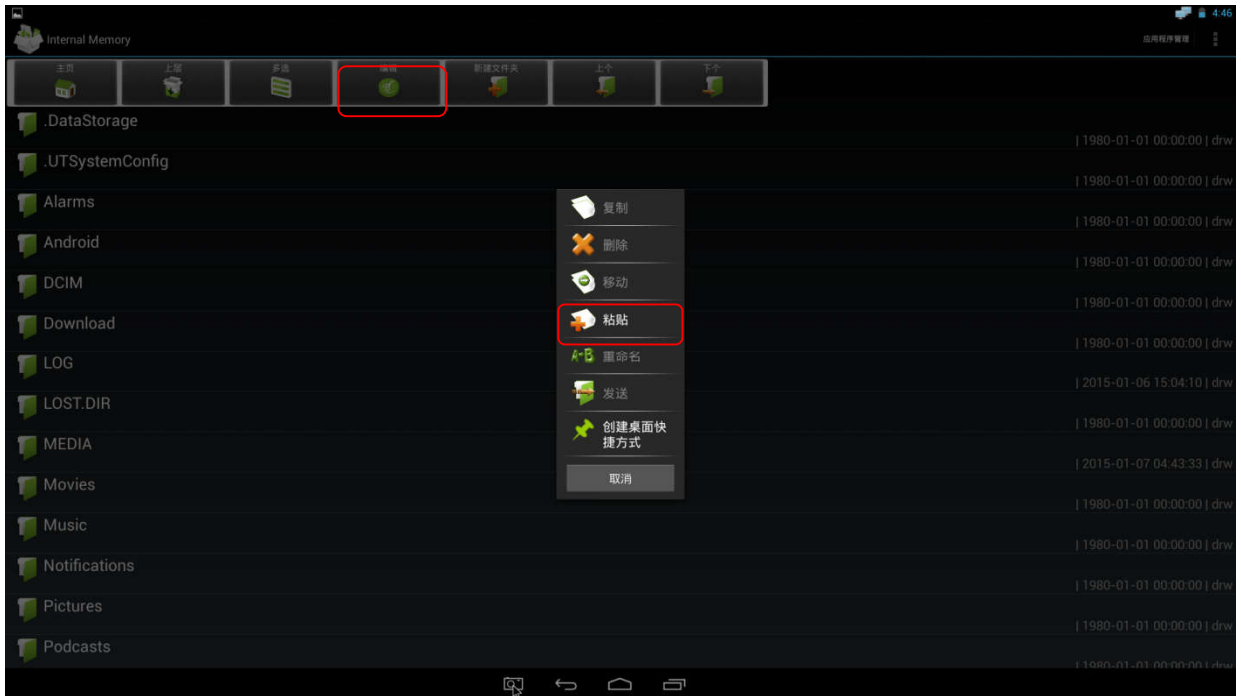 4:46
Internal Memory
应用程序管理
主页 上层 多选 编辑 新建文件夹 上个 下个
.DataStorage
| 1980-01-01 00:00:00 | drw
.UTSystemConfig
| 1980-01-01 00:00:00 | drw
Alarms
| 1980-01-01 00:00:00 | drw
Android
| 1980-01-01 00:00:00 | drw
DCIM
| 1980-01-01 00:00:00 | drw
Download
| 1980-01-01 00:00:00 | drw
LOG
| 2015-01-06 15:04:10 | drw
LOST.DIR
| 1980-01-01 00:00:00 | drw
MEDIA
| 2015-01-07 04:43:33 | drw
Movies
| 1980-01-01 00:00:00 | drw
Music
| 1980-01-01 00:00:00 | drw
Notifications
| 1980-01-01 00:00:00 | drw
Pictures
| 1980-01-01 00:00:00 | drw
Podcasts
| 1980-01-01 00:00:00 | drw
复制
删除
移动
粘贴
A-B 重命名
发送
创建桌面快
捷方式
取消